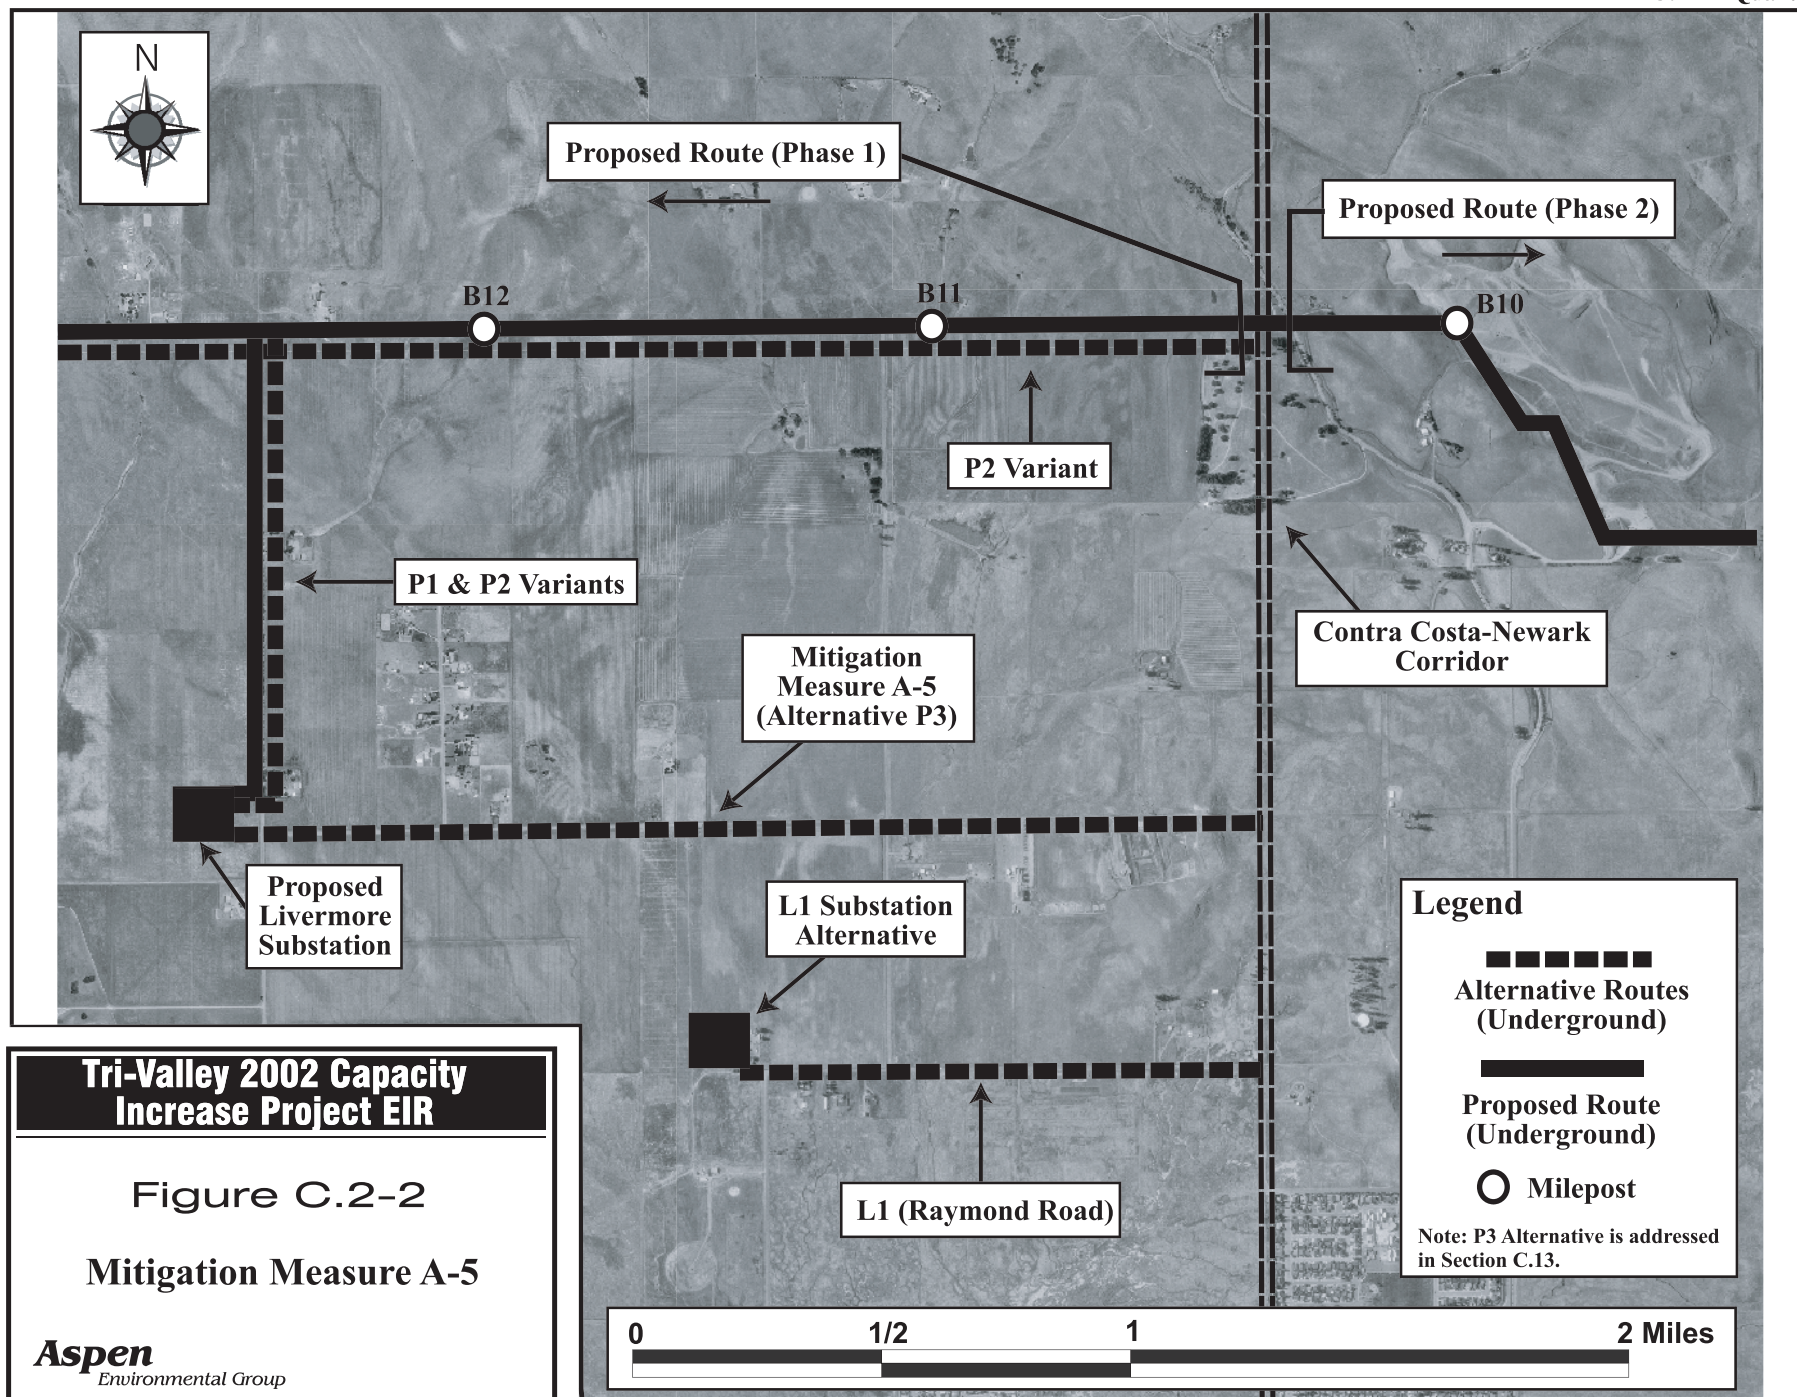 N
Proposed Route (Phase 1)
Proposed Route (Phase 2)
B12
B11
B10
P2 Variant
P1 & P2 Variants
Contra Costa-Newark
Corridor
Mitigation
Measure A-5
(Alternative P3)
Proposed
Livermore
Substation
L1 Substation
Alternative
L1 (Raymond Road)
Legend
Alternative Routes
(Underground)
Proposed Route
(Underground)
Milepost
Note: P3 Alternative is addressed
in Section C.13.
Tri-Valley 2002 Capacity
Increase Project EIR
Figure C.2-2
Mitigation Measure A-5
Aspen
Environmental Group
0 1/2 1 2 Miles